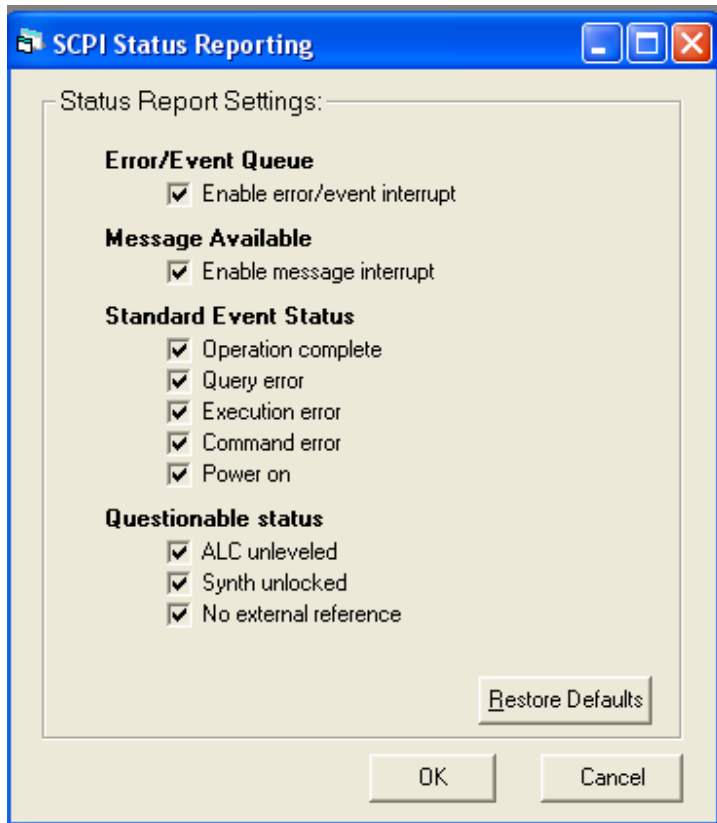 SCPI Status Reporting
Status Report Settings:
Error/Event Queue
Enable error/event interrupt
Message Available
Enable message interrupt
Standard Event Status
Operation complete
Query error
Execution error
Command error
Power on
Questionable status
ALC unleveled
Synth unlocked
No external reference
Restore Defaults
OK
Cancel